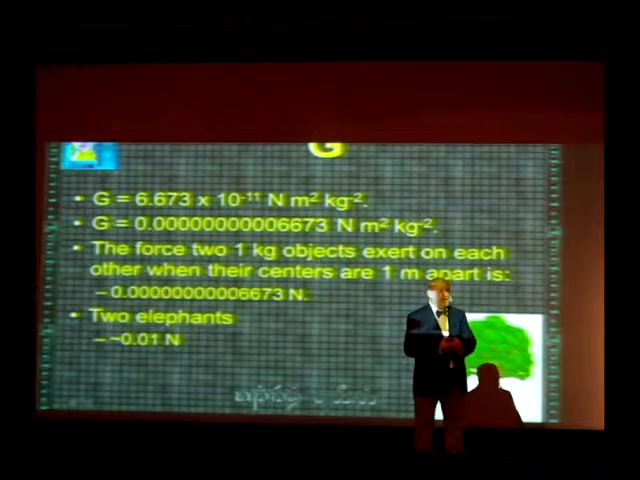 G
• G = 6.673 x 10⁻¹¹ N m² kg⁻².
• G = 0.00000000006673 N m² kg⁻².
• The force two 1 kg objects exert on each
other when their centers are 1 m apart is:
– 0.00000000006673 N.
• Two elephants
– ~0.01 N